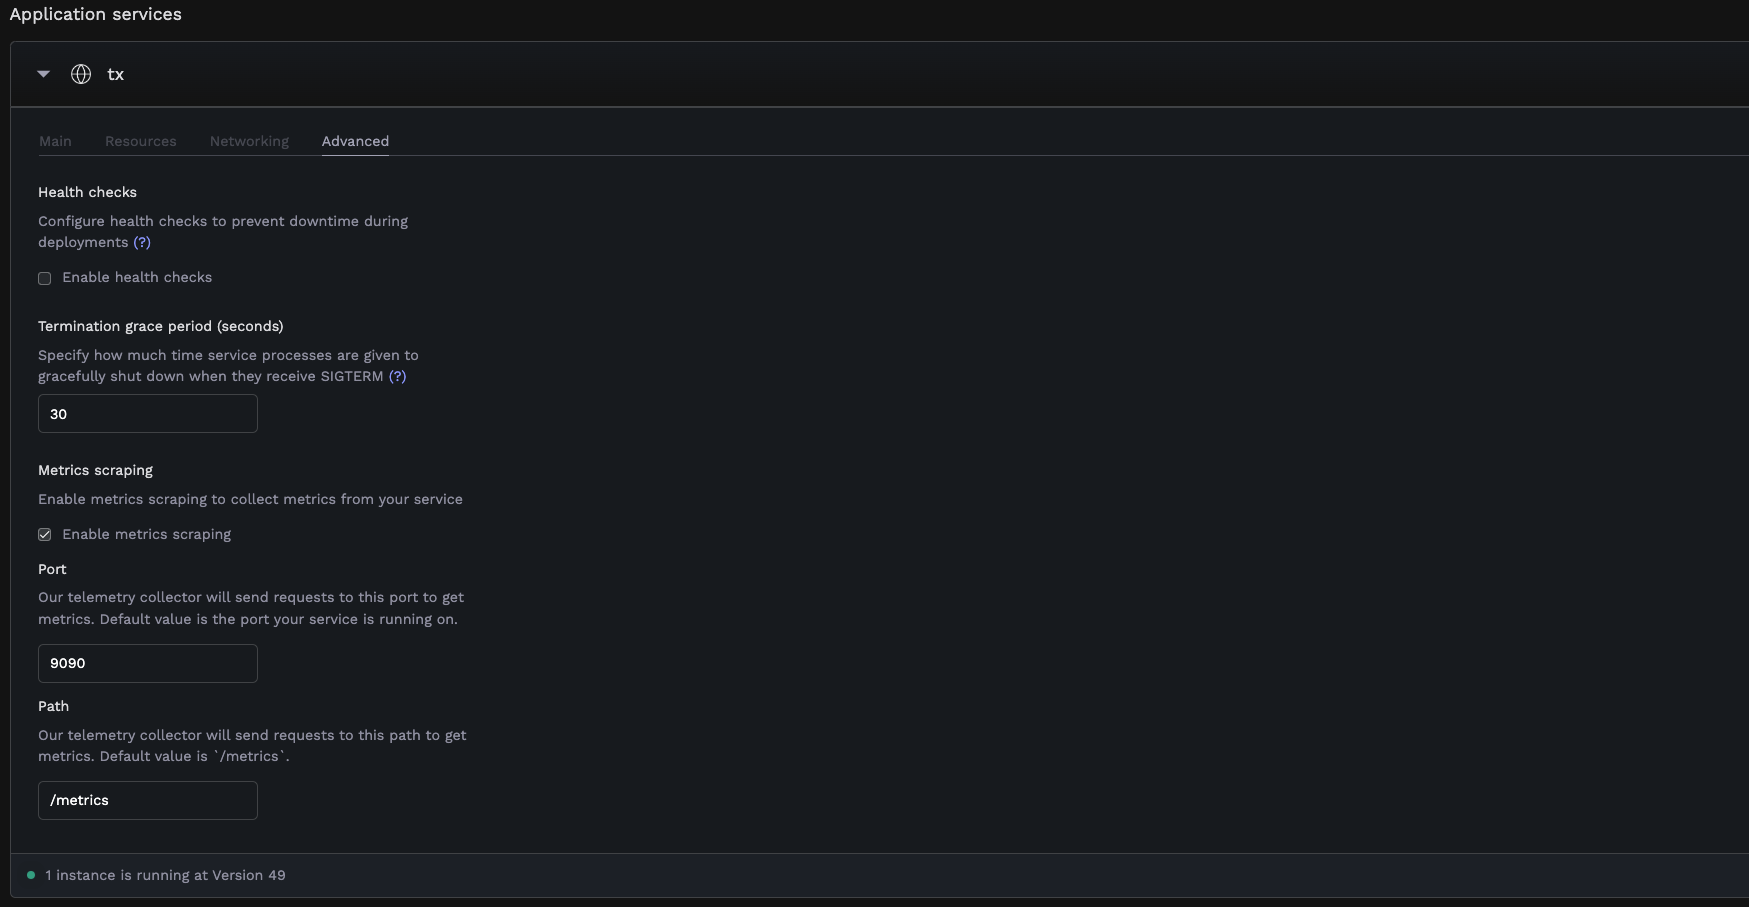 Application services
tx
Main Resources Networking Advanced
Health checks
Configure health checks to prevent downtime during
deployments (?)
Enable health checks
Termination grace period (seconds)
Specify how much time service processes are given to
gracefully shut down when they receive SIGTERM (?)
30
Metrics scraping
Enable metrics scraping to collect metrics from your service
Enable metrics scraping
Port
Our telemetry collector will send requests to this port to get
metrics. Default value is the port your service is running on.
9090
Path
Our telemetry collector will send requests to this path to get
metrics. Default value is `/metrics`.
/metrics
1 instance is running at Version 49